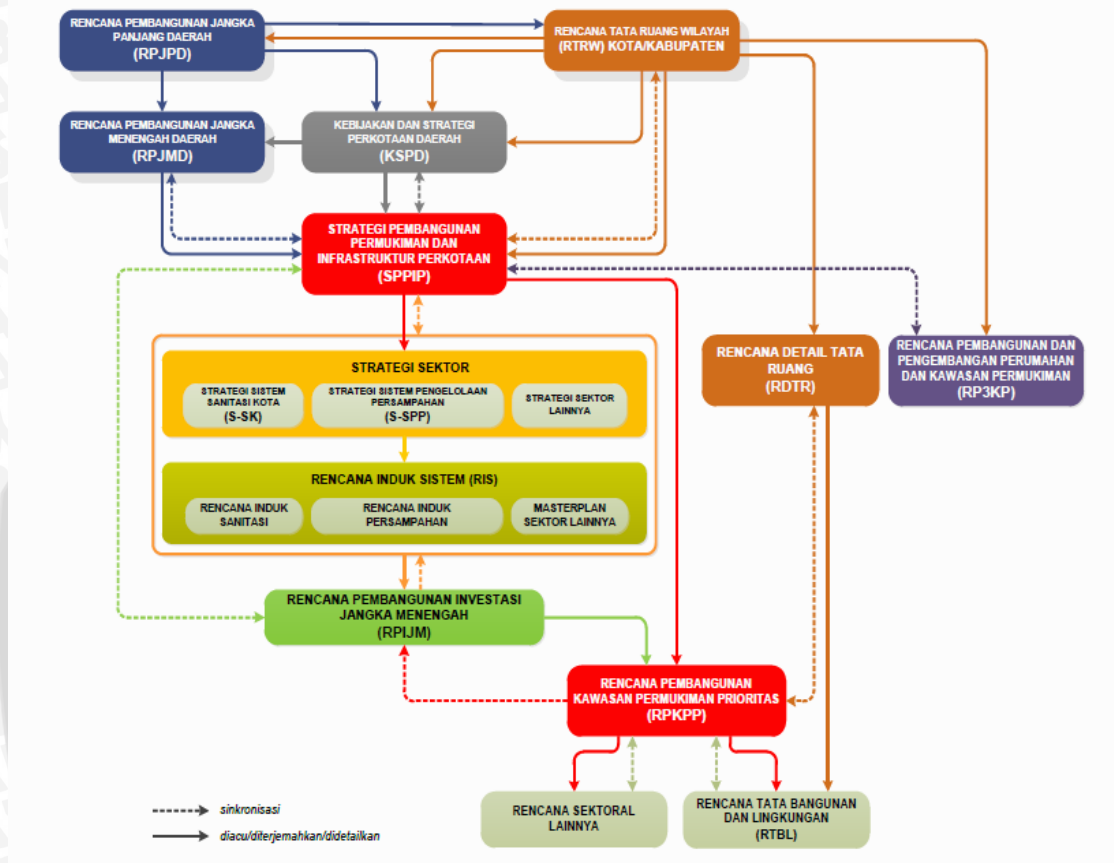 RENCANA PEMBANGUNAN JANGKA
PANJANG DAERAH
(RPJPD)
RENCANA TATA RUANG WILAYAH
(RTRW) KOTA/KABUPATEN
RENCANA PEMBANGUNAN JANGKA
MENENGAH DAERAH
(RPJMD)
KEBIJAKAN DAN STRATEGI
PERKOTAAN DAERAH
(KSPD)
STRATEGI PEMBANGUNAN
PERMUKIMAN DAN
INFRASTRUKTUR PERKOTAAN
(SPPIP)
STRATEGI SEKTOR
STRATEGI SISTEM
SANITASI KOTA
(S-SK)
STRATEGI SISTEM PENGELOLAAN
PERSAMPAHAN
(S-SPP)
STRATEGI SEKTOR
LAINNYA
RENCANA DETAIL TATA
RUANG
(RDTR)
RENCANA PEMBANGUNAN DAN
PENGEMBANGAN PERUMAHAN
DAN KAWASAN PERMUKIMAN
(RP3KP)
RENCANA INDUK SISTEM (RIS)
RENCANA INDUK
SANITASI
RENCANA INDUK
PERSAMPAHAN
MASTERPLAN
SEKTOR LAINNYA
RENCANA PEMBANGUNAN INVESTASI
JANGKA MENENGAH
(RPIJM)
RENCANA PEMBANGUNAN
KAWASAN PERMUKIMAN PRIORITAS
(RPKPP)
RENCANA SEKTORAL
LAINNYA
RENCANA TATA BANGUNAN
DAN LINGKUNGAN
(RTBL)
sinkronisasi
diacu/diterjemahkan/didetailkan